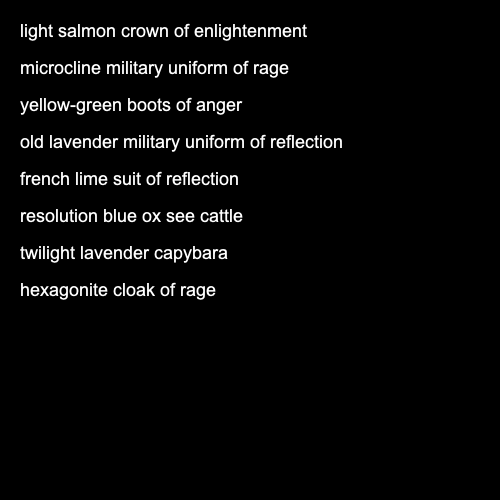 light salmon crown of enlightenment
microcline military uniform of rage
yellow-green boots of anger
old lavender military uniform of reflection
french lime suit of reflection
resolution blue ox see cattle
twilight lavender capybara
hexagonite cloak of rage